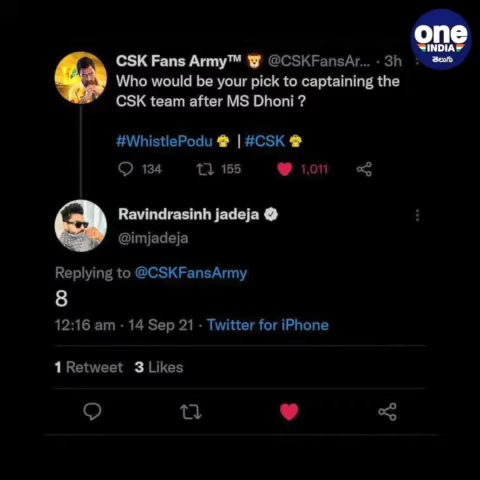 one
INDIA
తెలుగు
CSK Fans Army™ 🦁 @CSKFansAr... · 3h
Who would be your pick to captaining the
CSK team after MS Dhoni ?
#WhistlePodu | #CSK
134 155 1,011
Ravindrasinh jadeja
@imjadeja
Replying to @CSKFansArmy
8
12:16 am · 14 Sep 21 · Twitter for iPhone
1 Retweet 3 Likes